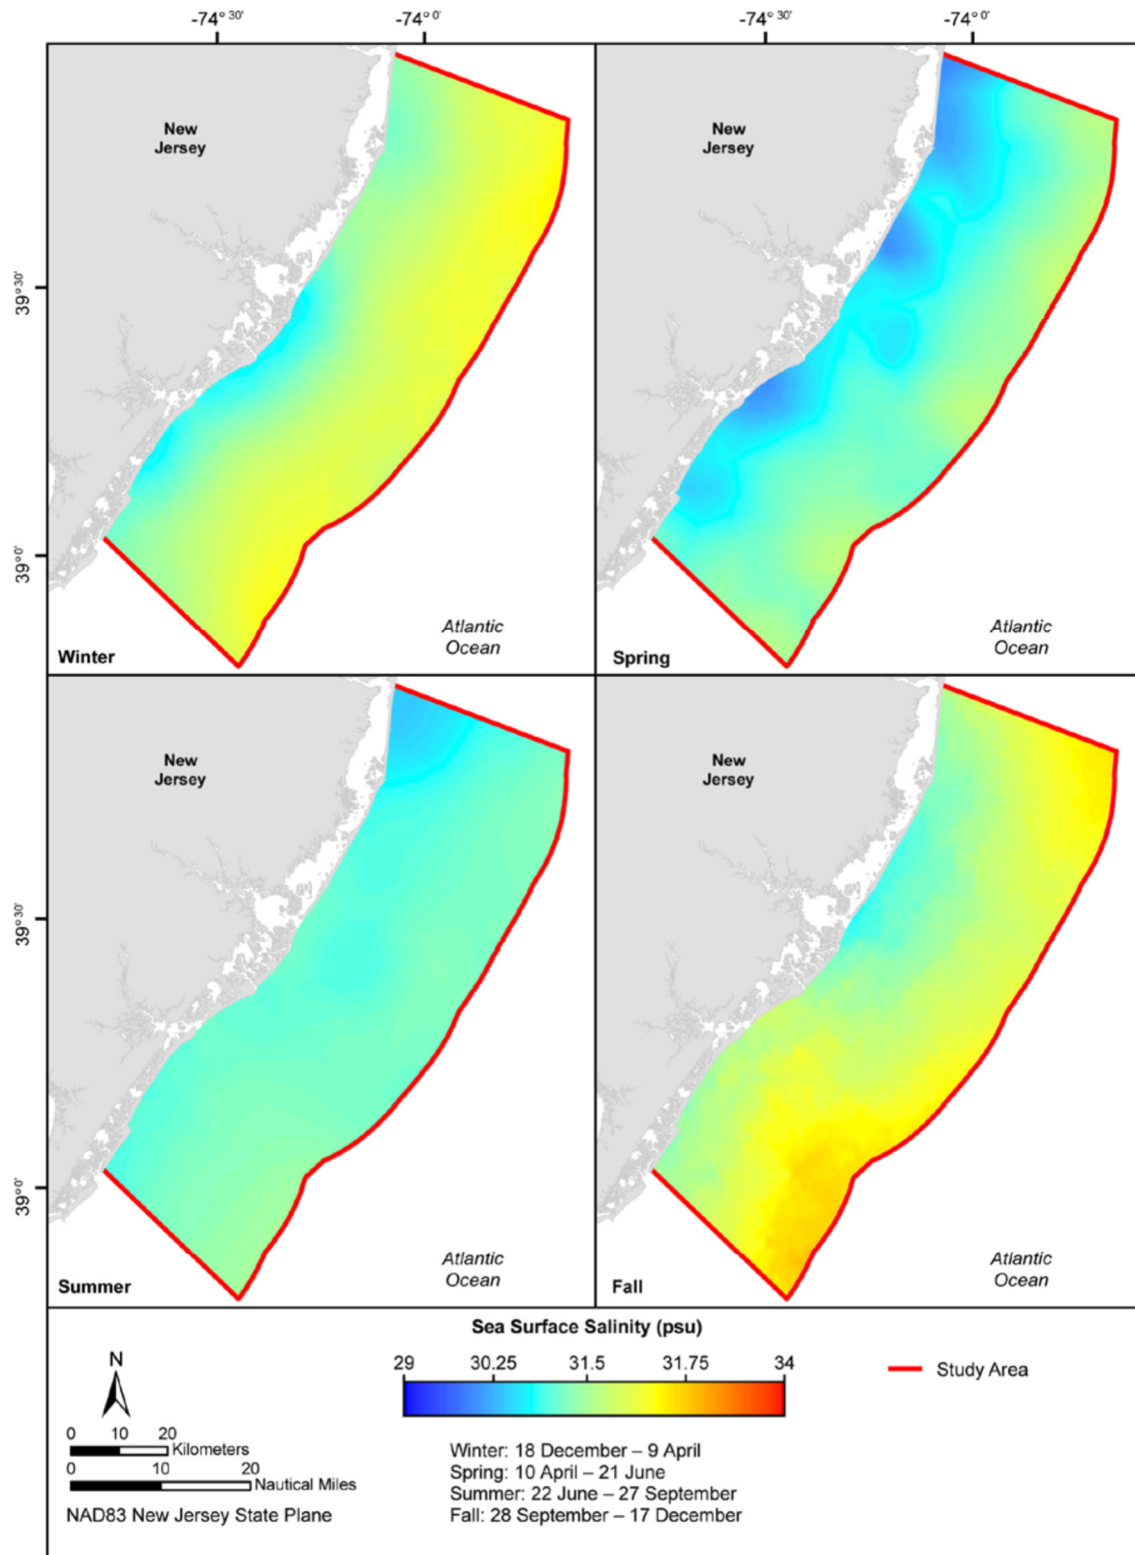 -74° 30'
-74° 0'
-74° 30'
-74° 0'
New
Jersey
New
Jersey
39° 30'
39° 0'
Atlantic
Ocean
Atlantic
Ocean
Winter
Spring
New
Jersey
New
Jersey
39° 30'
39° 0'
Atlantic
Ocean
Atlantic
Ocean
Summer
Fall
Sea Surface Salinity (psu)
29 30.25 31.5 31.75 34
Study Area
N
0 10 20
Kilometers
0 10 20
Nautical Miles
NAD83 New Jersey State Plane
Winter: 18 December – 9 April
Spring: 10 April – 21 June
Summer: 22 June – 27 September
Fall: 28 September – 17 December